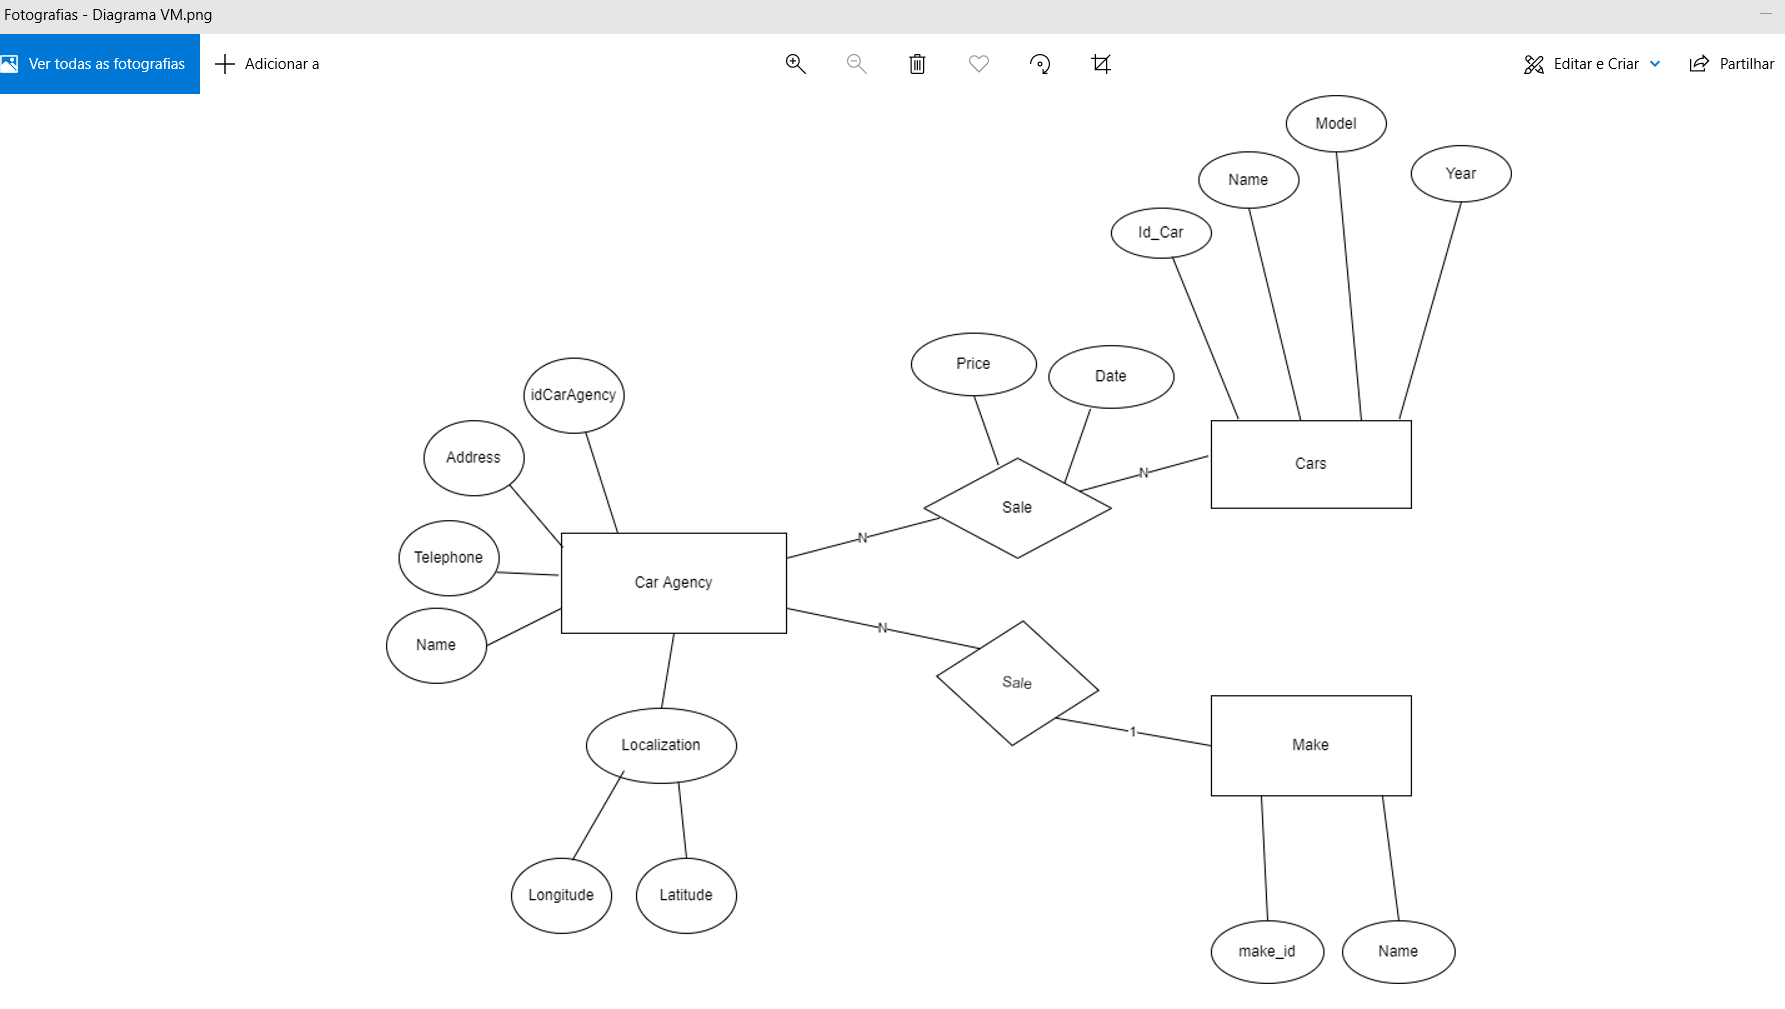 Fotografias - Diagrama VM.png
Ver todas as fotografias
Adicionar a
Editar e Criar
Partilhar
Model
Year
Name
Id_Car
Price
Date
idCarAgency
Address
Cars
N
Sale
N
Telephone
Car Agency
N
Name
Sale
1
Localization
Make
Longitude
Latitude
make_id
Name